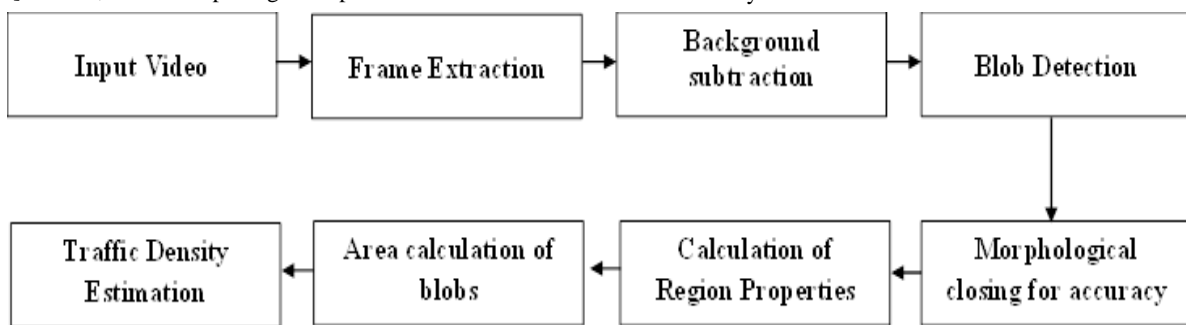 Input Video
Frame Extraction
Background
subtraction
Blob Detection
Morphological
closing for accuracy
Calculation of
Region Properties
Area calculation of
blobs
Traffic Density
Estimation